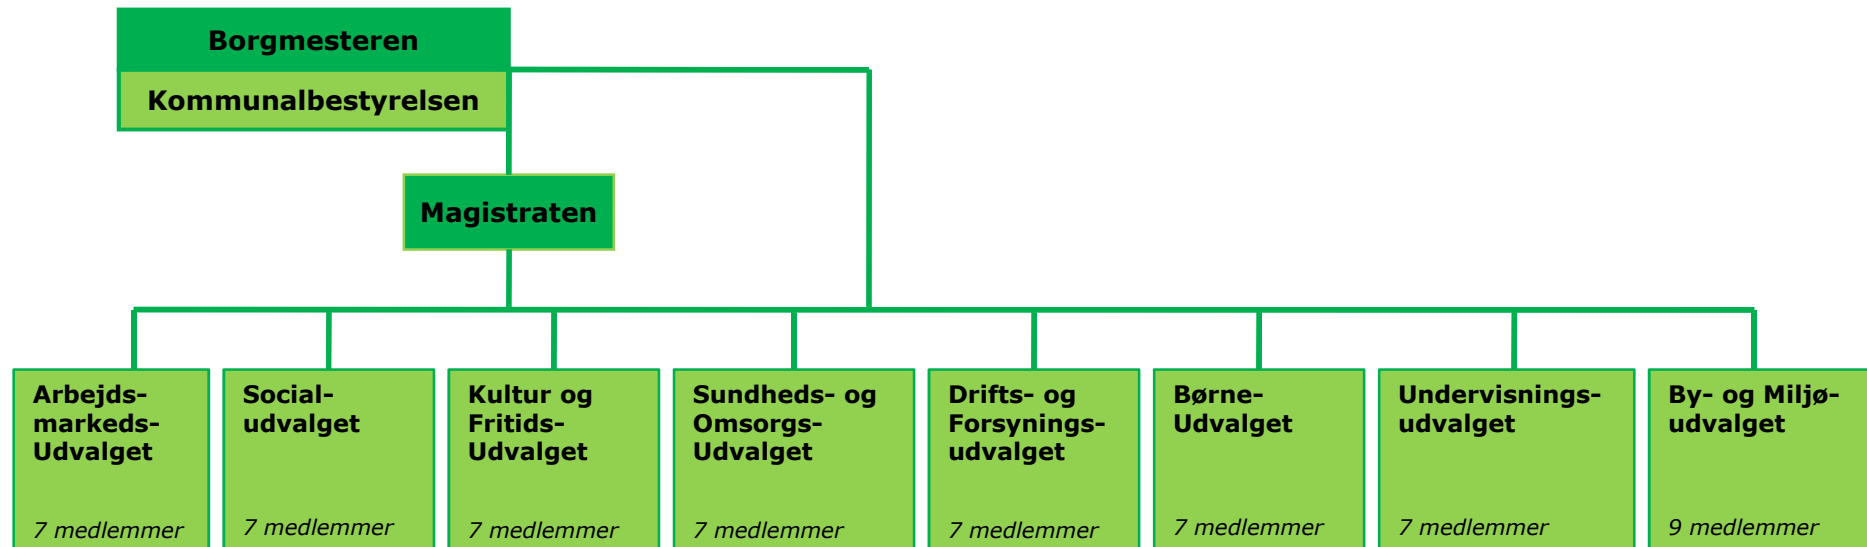 Borgmesteren
Kommunalbestyrelsen
Magistraten
Arbejds-
markeds-
Udvalget
7 medlemmer
Social-
udvalget
7 medlemmer
Kultur og
Fritids-
Udvalget
7 medlemmer
Sundheds- og
Omsorgs-
Udvalget
7 medlemmer
Drifts- og
Forsynings-
udvalget
7 medlemmer
Børne-
Udvalget
7 medlemmer
Undervisnings-
udvalget
7 medlemmer
By- og Miljø-
udvalget
9 medlemmer